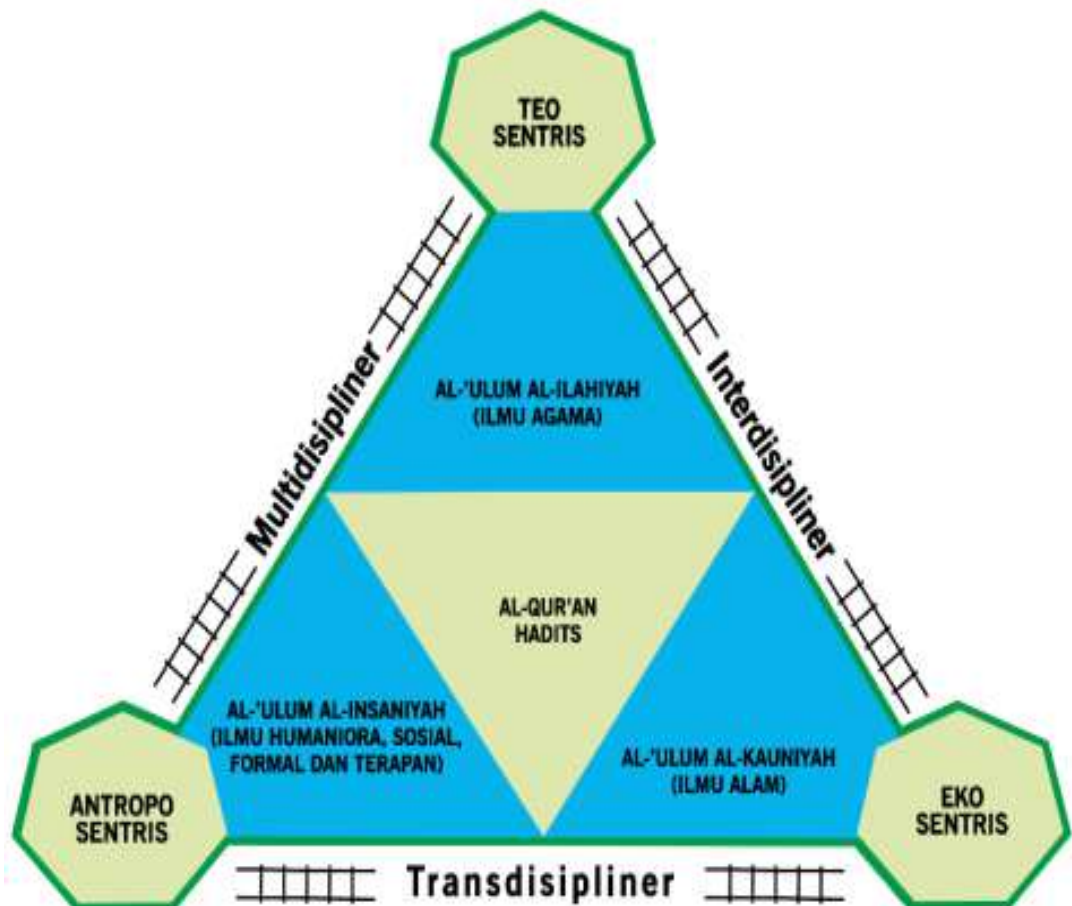 TEO
SENTRIS
Multidisipliner
Interdisipliner
AL-'ULUM AL-ILAHIYAH
(ILMU AGAMA)
AL-QUR'AN
HADITS
AL-'ULUM AL-INSANIYAH
(ILMU HUMANIORA, SOSIAL,
FORMAL DAN TERAPAN)
AL-'ULUM AL-KAUNIYAH
(ILMU ALAM)
ANTROPO
SENTRIS
EKO
SENTRIS
Transdisipliner